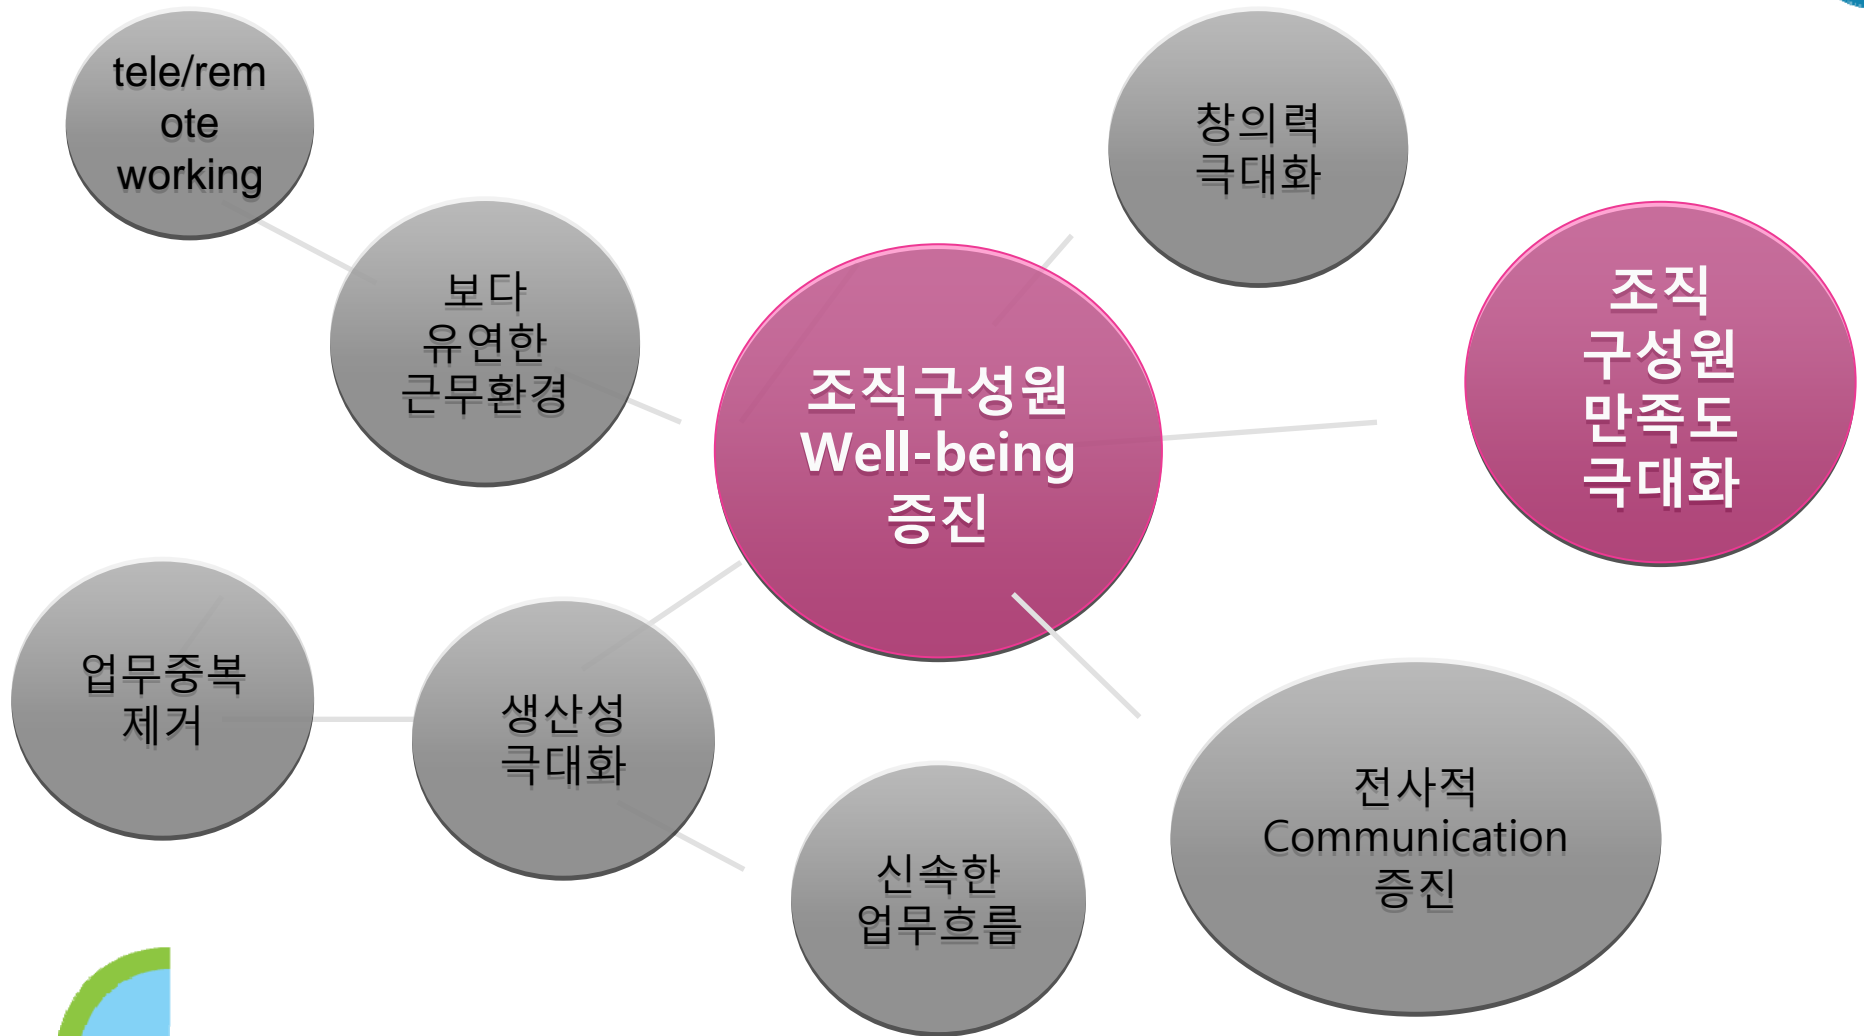 tele/rem
ote
working
보다
유연한
근무환경
창의력
극대화
조직구성원
Well-being
증진
조직
구성원
만족도
극대화
업무중복
제거
생산성
극대화
신속한
업무흐름
전사적
Communication
증진